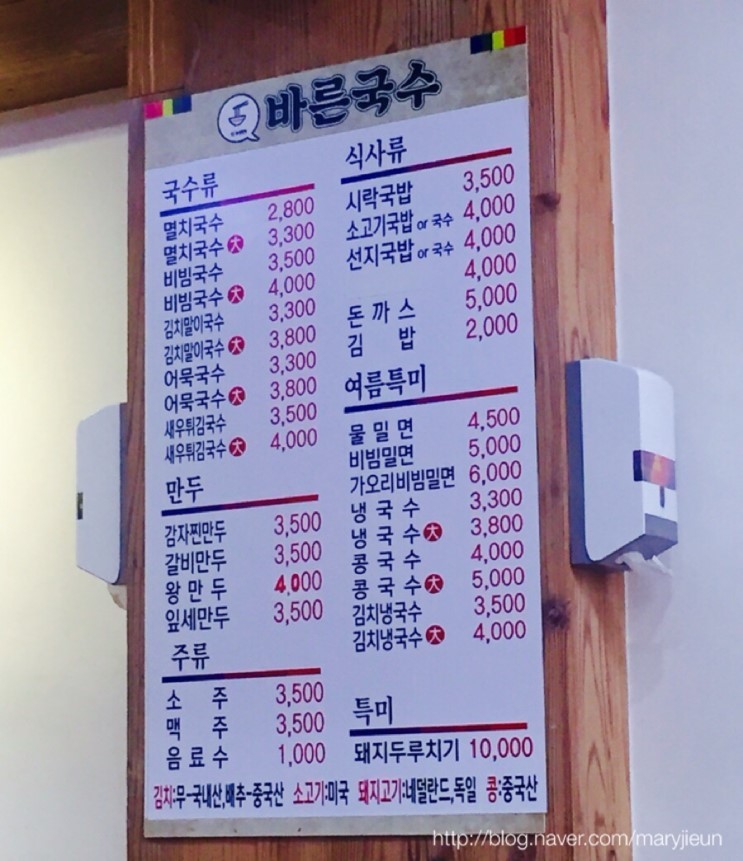 바른국수
국수류
멸치국수 2,800
멸치국수 大 3,300
비빔국수 3,500
비빔국수 大 4,000
김치말이국수 3,300
김치말이국수 大 3,800
어묵국수 3,300
어묵국수 大 3,800
새우튀김국수 3,500
새우튀김국수 大 4,000
만두
감자찐만두 3,500
갈비만두 3,500
왕만두 4.000
잎세만두 3,500
주류
소주 3,500
맥주 3,500
음료수 1,000
식사류
시락국밥 3,500
소고기국밥 or 국수 4,000
선지국밥 or 국수 4,000
4,000
돈까스 5,000
김밥 2,000
여름특미
물밀면 4,500
비빔밀면 5,000
가오리비빔밀면 6,000
냉국수 3,300
냉국수 大 3,800
콩국수 4,000
콩국수 大 5,000
김치냉국수 3,500
김치냉국수 大 4,000
특미
돼지두루치기 10,000
김치:무-국내산,배추-중국산 소고기:미국 돼지고기:네덜란드,독일 콩:중국산
http://blog.naver.com/maryjieun